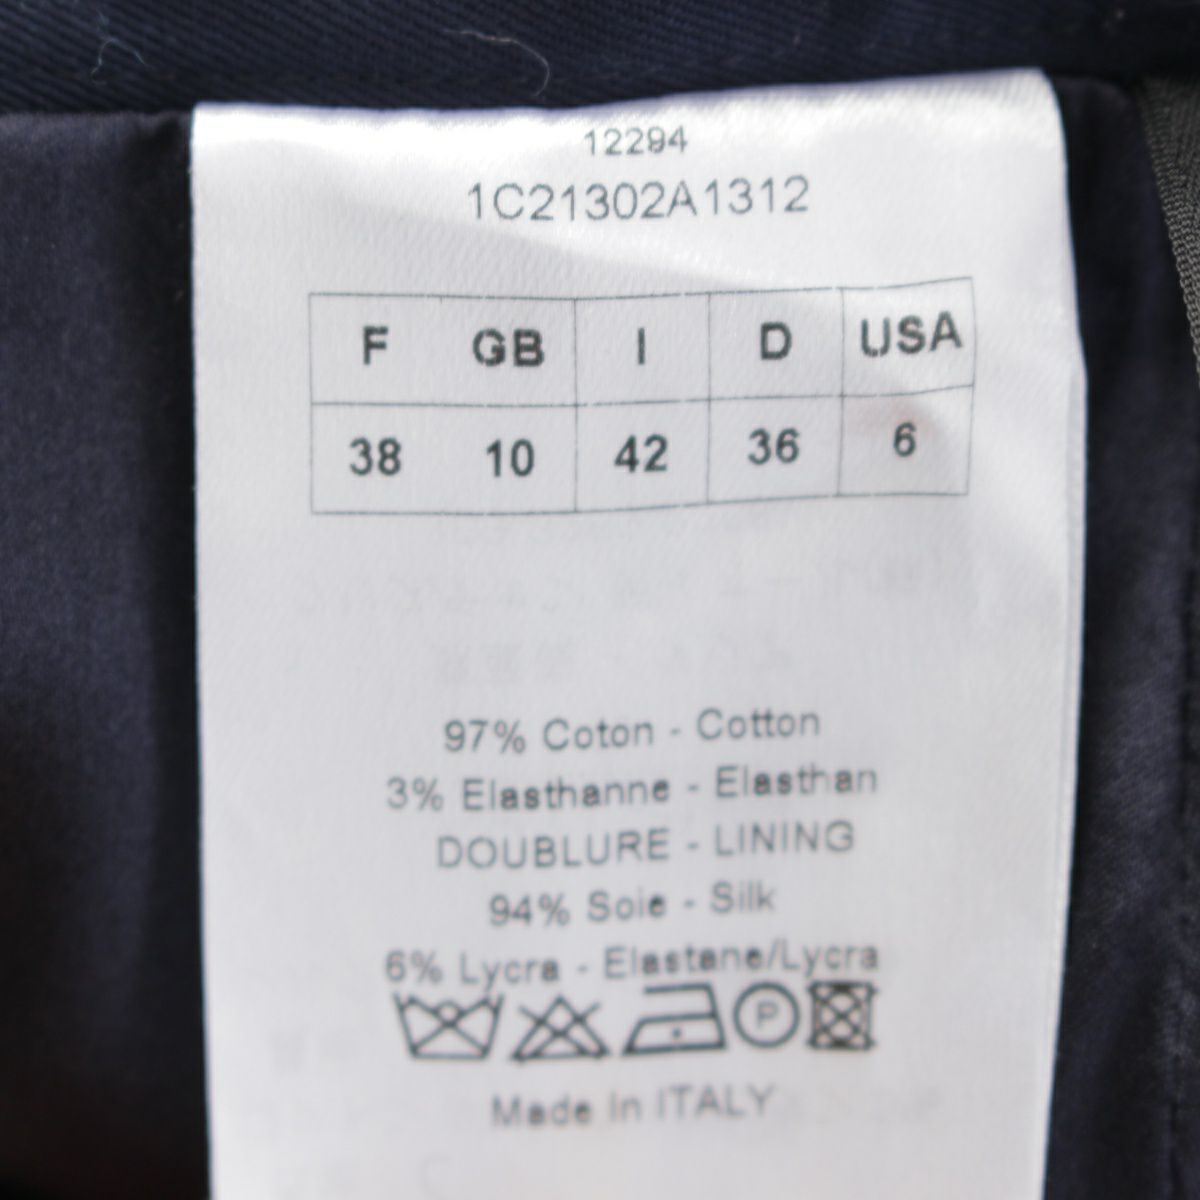 12294
1C21302A1312
F GB I D USA
38 10 42 36 6
97% Coton - Cotton
3% Elasthanne - Elasthan
DOUBLURE - LINING
94% Soie - Silk
6% Lycra - Elastane/Lycra
P
Made In ITALY